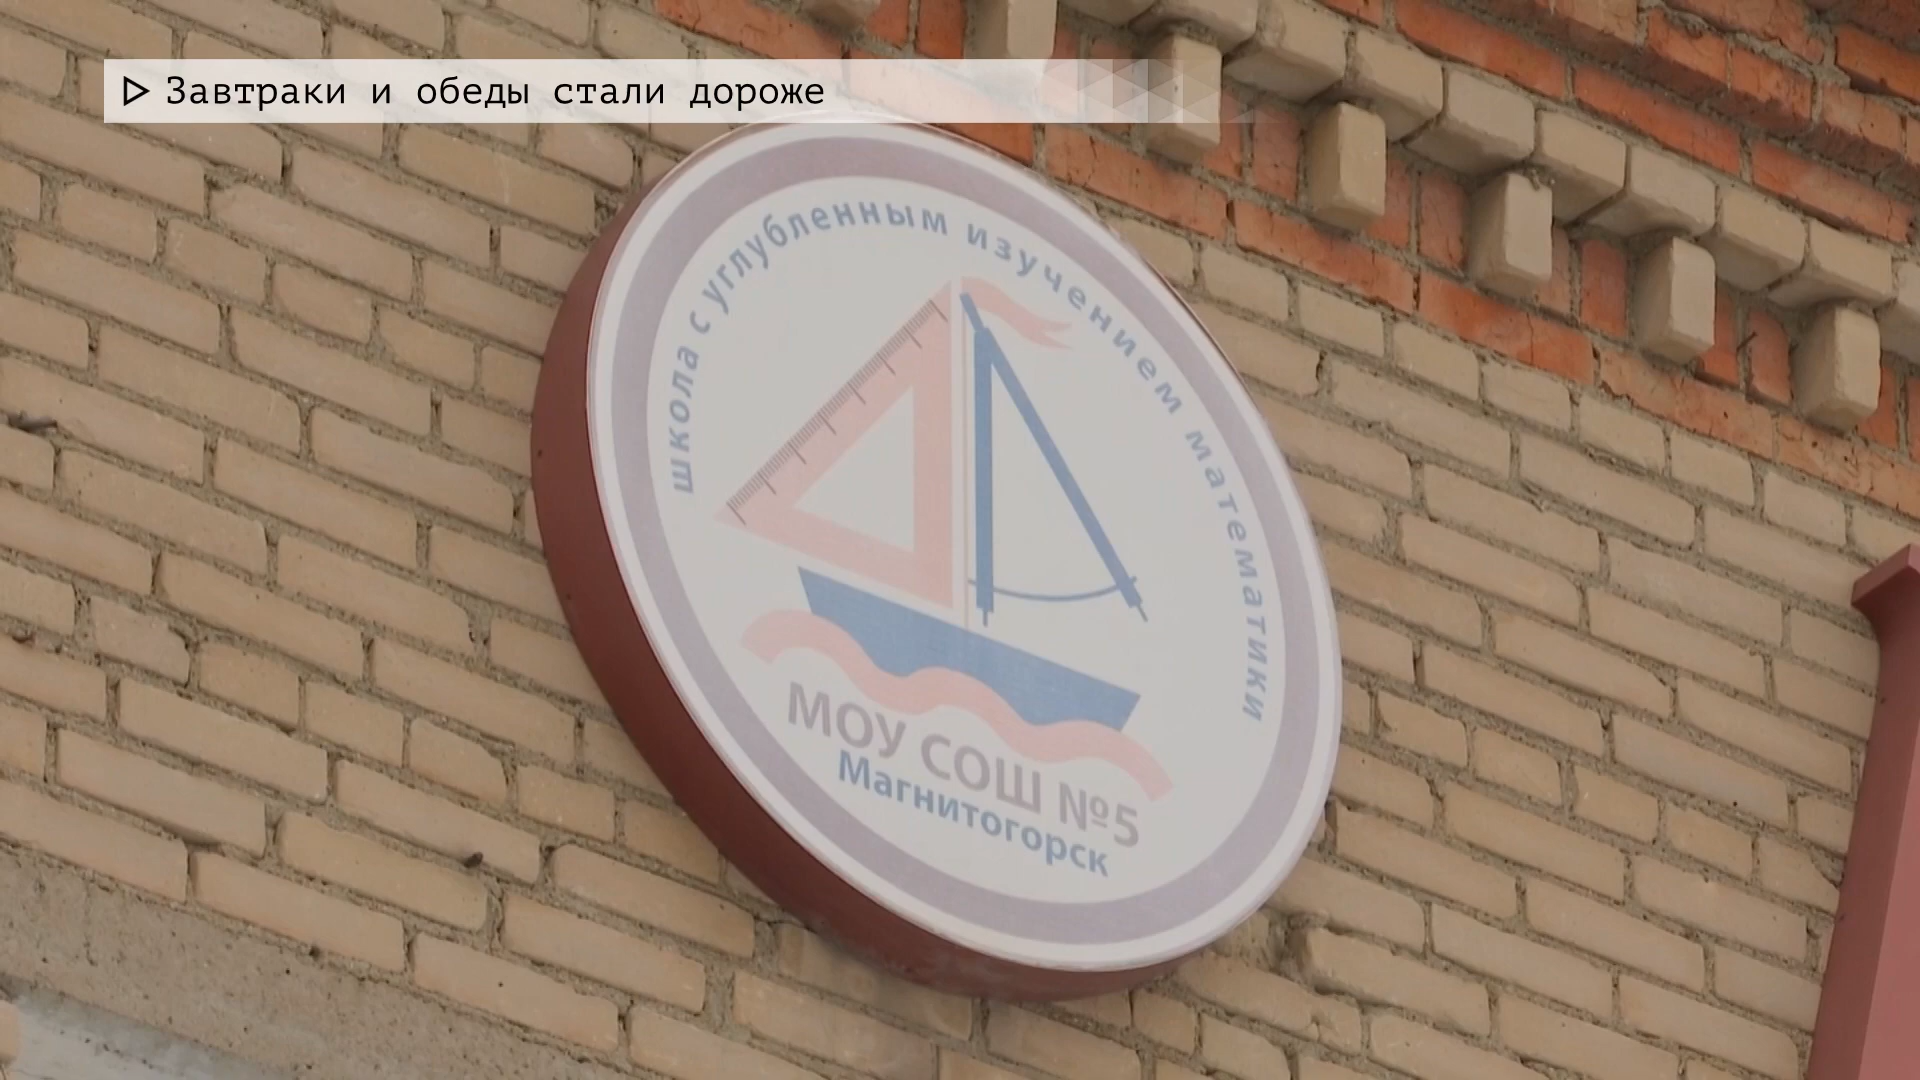 Завтраки и обеды стали дороже
школа с углубленным изучением математики
МОУ СОШ №5
Магнитогорск